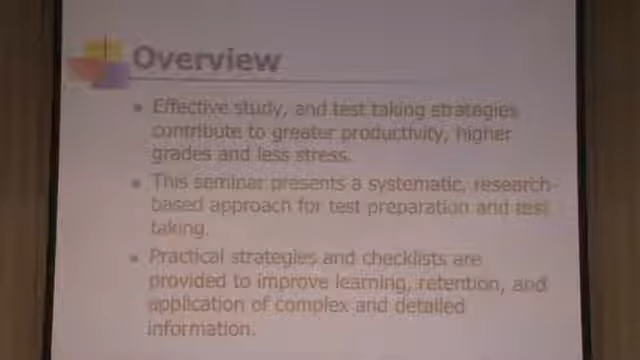 Overview
Effective study, and test taking strategies
contribute to greater productivity, higher
grades and less stress.
This seminar presents a systematic, research-
based approach for test preparation and test
taking.
Practical strategies and checklists are
provided to improve learning, retention, and
application of complex and detailed
information.